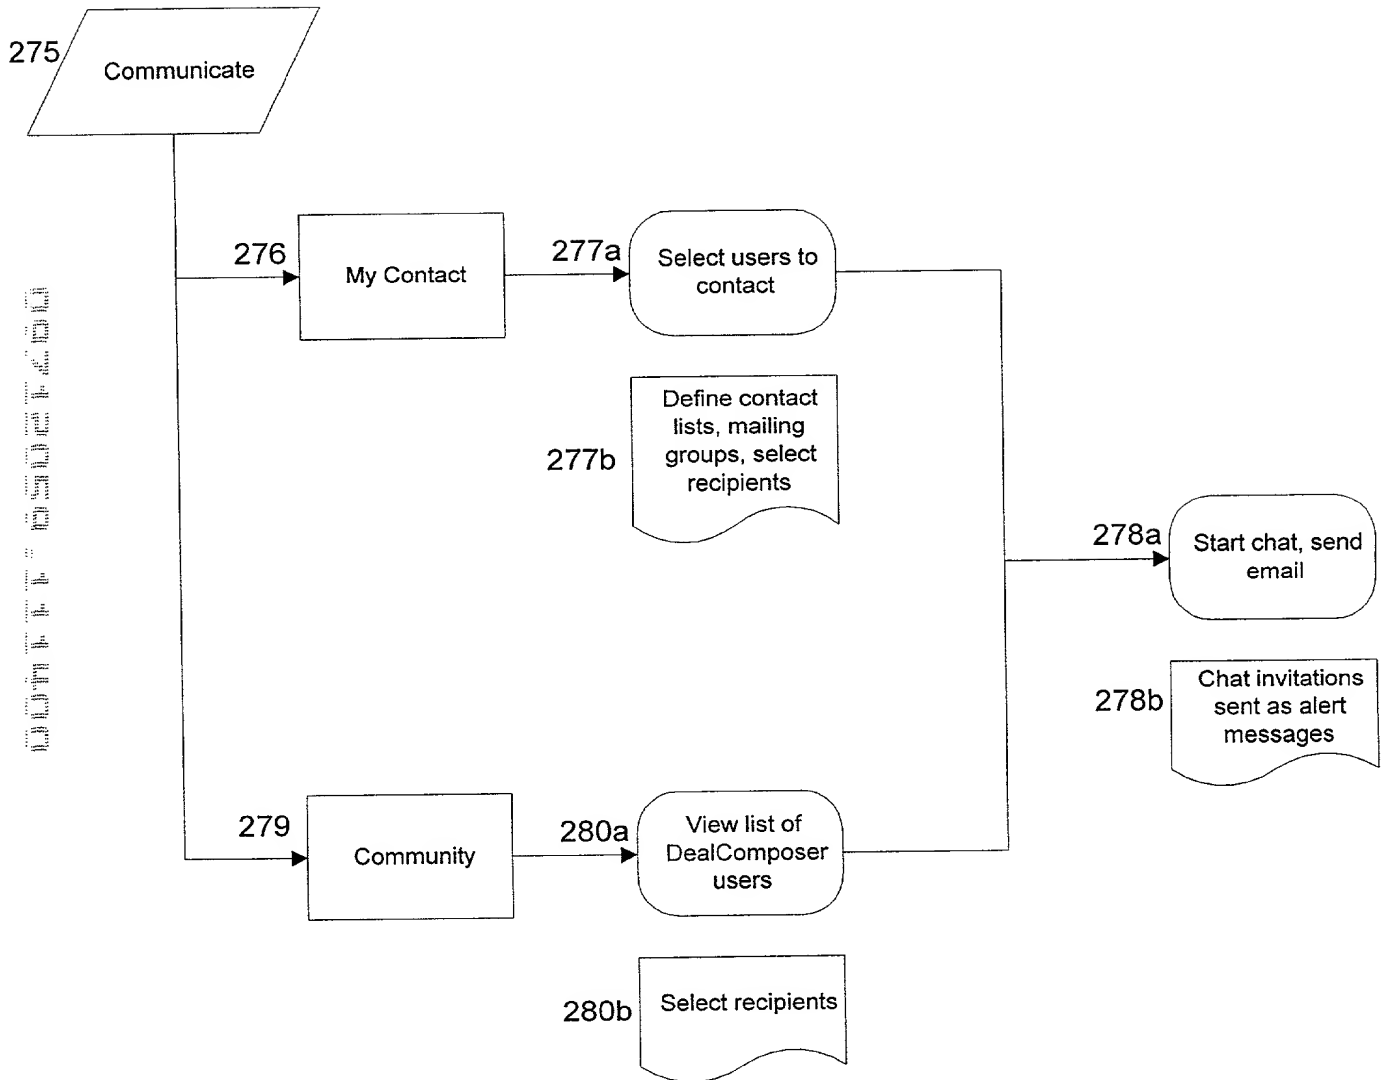 275
Communicate
276
My Contact
277a
Select users to
contact
277b
Define contact
lists, mailing
groups, select
recipients
278a
Start chat, send
email
278b
Chat invitations
sent as alert
messages
279
Community
280a
View list of
DealComposer
users
280b
Select recipients